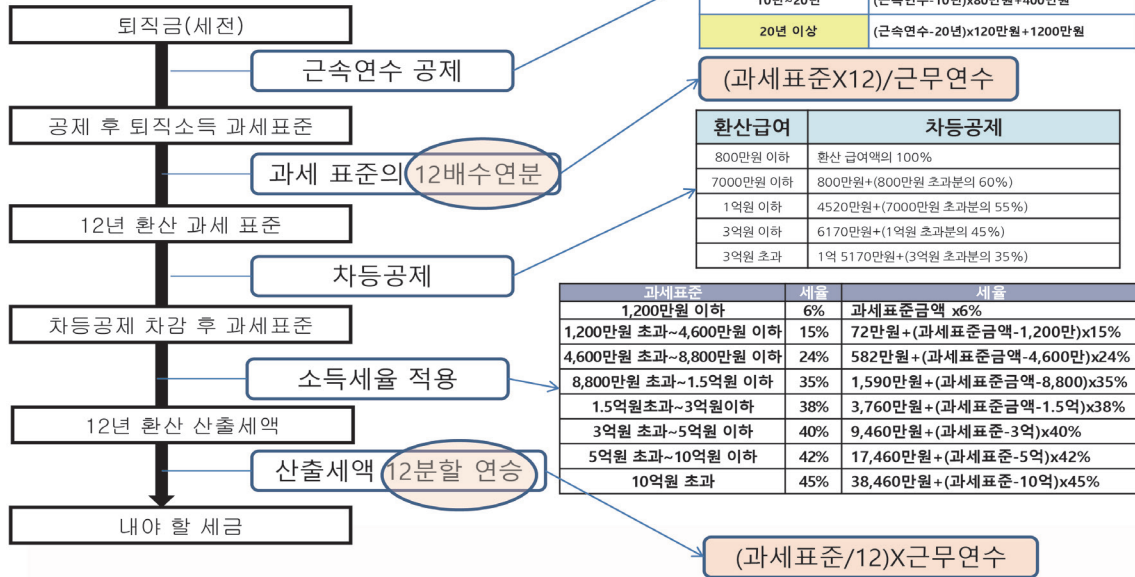 10년~20년 (근속연수-10년)x80만원+400만원
20년 이상 (근속연수-20년)x120만원+1200만원
퇴직금(세전)
근속연수 공제
공제 후 퇴직소득 과세표준
과세 표준의 12배수연분
(과세표준X12)/근무연수
12년 환산 과세 표준
차등공제
환산급여 차등공제
800만원 이하 환산 급여액의 100%
7000만원 이하 800만원+(800만원 초과분의 60%)
1억원 이하 4520만원+(7000만원 초과분의 55%)
3억원 이하 6170만원+(1억원 초과분의 45%)
3억원 초과 1억 5170만원+(3억원 초과분의 35%)
차등공제 차감 후 과세표준
소득세율 적용
과세표준 세율 세율
1,200만원 이하 6% 과세표준금액 x6%
1,200만원 초과~4,600만원 이하 15% 72만원+(과세표준금액-1,200만)x15%
4,600만원 초과~8,800만원 이하 24% 582만원+(과세표준금액-4,600만)x24%
8,800만원 초과~1.5억원 이하 35% 1,590만원+(과세표준금액-8,800)x35%
1.5억원초과~3억원이하 38% 3,760만원+(과세표준금액-1.5억)x38%
3억원 초과~5억원 이하 40% 9,460만원+(과세표준-3억)x40%
5억원 초과~10억원 이하 42% 17,460만원+(과세표준-5억)x42%
10억원 초과 45% 38,460만원+(과세표준-10억)x45%
12년 환산 산출세액
산출세액 12분할 연승
내야 할 세금
(과세표준/12)X근무연수